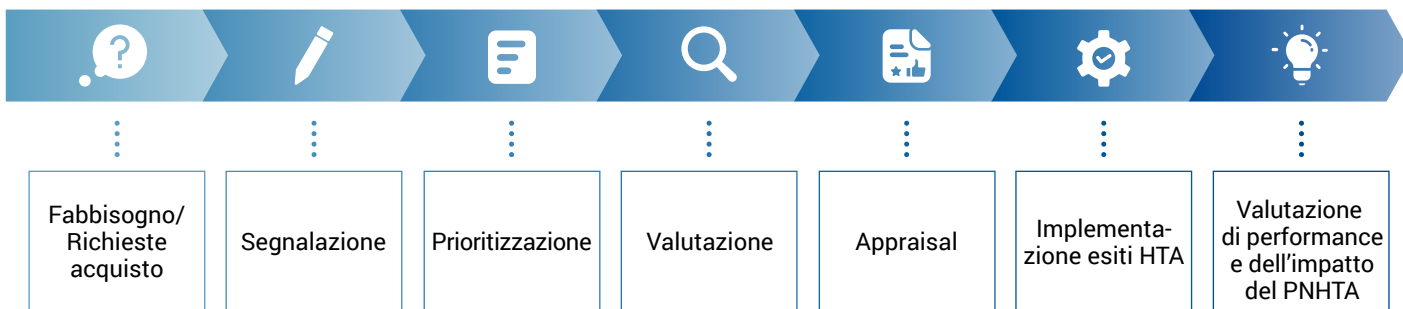 ?
Fabbisogno/
Richieste
acquisto
Segnalazione
Prioritizzazione
Valutazione
Appraisal
Implementa-
zione esiti HTA
Valutazione
di performance
e dell'impatto
del PNHTA